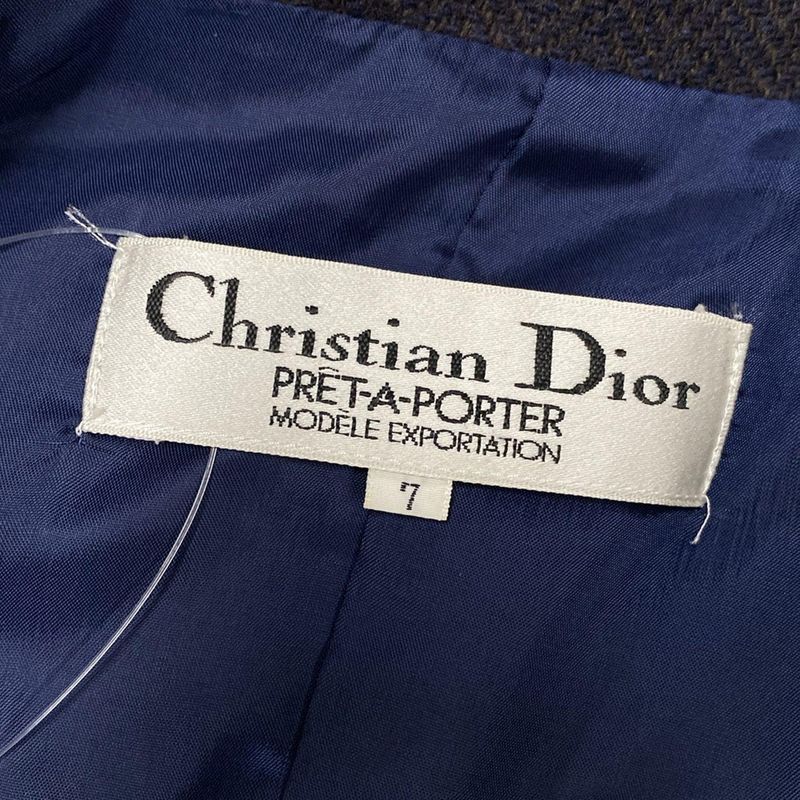 Christian Dior
PRÊT-A-PORTER
MODÈLE EXPORTATION
7